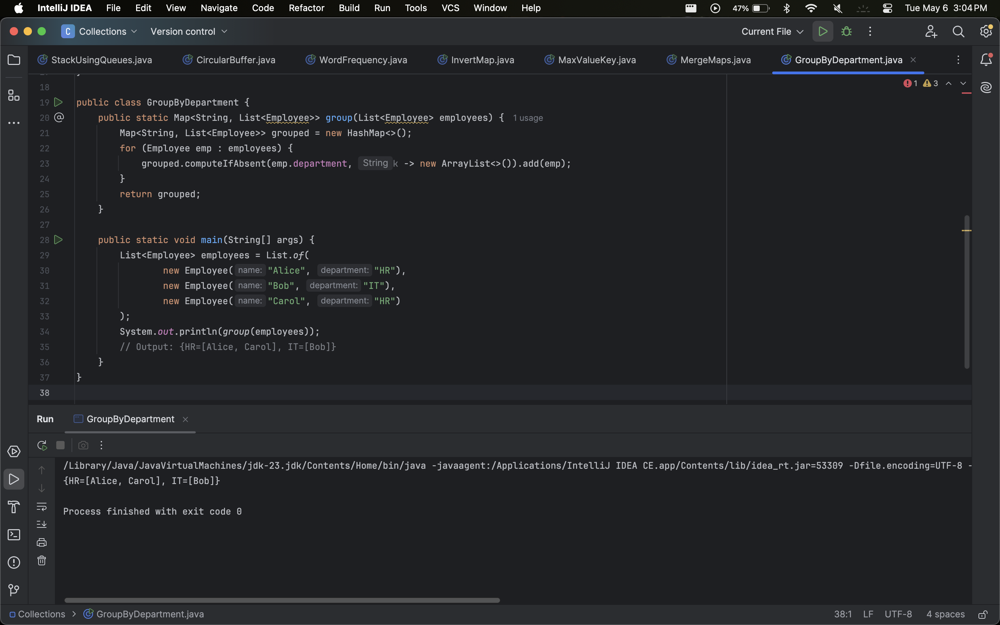 IntelliJ IDEA File Edit View Navigate Code Refactor Build Run Tools VCS Window Help 47% Tue May 6 3:04 PM
C Collections Version control Current File
StackUsingQueues.java CircularBuffer.java WordFrequency.java InvertMap.java MaxValueKey.java MergeMaps.java GroupByDepartment.java
1 3
18
19 public class GroupByDepartment {
20 public static Map<String, List<Employee>> group(List<Employee> employees) { 1 usage
21 Map<String, List<Employee>> grouped = new HashMap<>();
22 for (Employee emp : employees) {
23 grouped.computeIfAbsent(emp.department, String k -> new ArrayList<>()).add(emp);
24 }
25 return grouped;
26 }
27
28 public static void main(String[] args) {
29 List<Employee> employees = List.of(
30 new Employee( name: "Alice", department: "HR"),
31 new Employee( name: "Bob", department: "IT"),
32 new Employee( name: "Carol", department: "HR")
33 );
34 System.out.println(group(employees));
35 // Output: {HR=[Alice, Carol], IT=[Bob]}
36 }
37 }
38
Run GroupByDepartment
/Library/Java/JavaVirtualMachines/jdk-23.jdk/Contents/Home/bin/java -javaagent:/Applications/IntelliJ IDEA CE.app/Contents/lib/idea_rt.jar=53309 -Dfile.encoding=UTF-8 -
{HR=[Alice, Carol], IT=[Bob]}
Process finished with exit code 0
Collections > GroupByDepartment.java 38:1 LF UTF-8 4 spaces